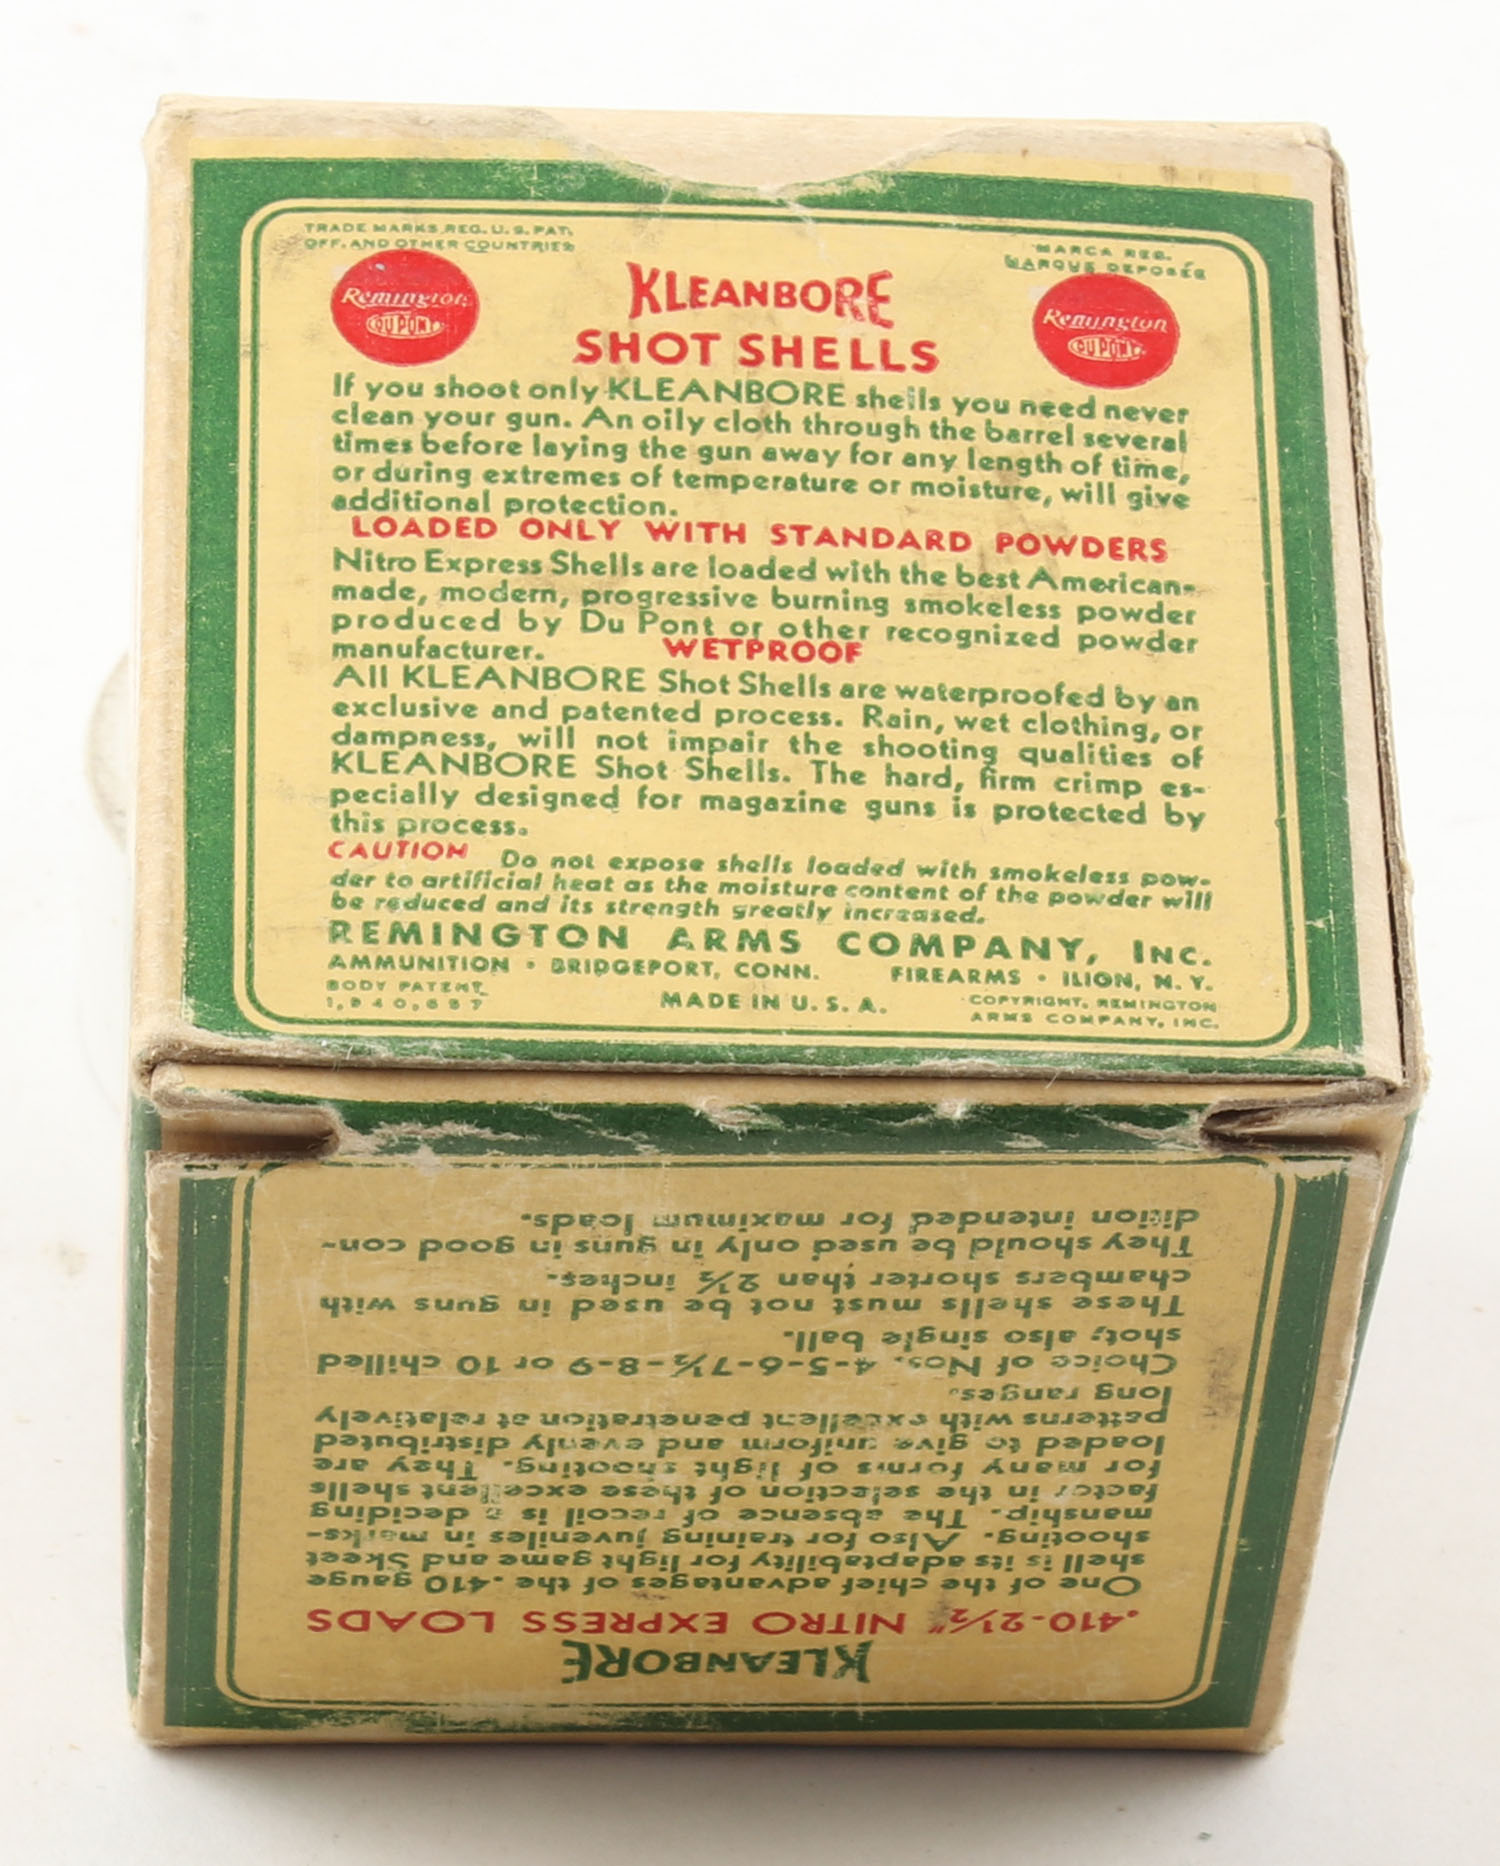 TRADE MARKS REG. U. S. PAT.
OFF. AND OTHER COUNTRIES
MARCA REG.
MARQUE DEPOSÉE
Remington
DU PONT
Remington
DU PONT
KLEANBORE
SHOT SHELLS
If you shoot only KLEANBORE shells you need never
clean your gun. An oily cloth through the barrel several
times before laying the gun away for any length of time,
or during extremes of temperature or moisture, will give
additional protection.
LOADED ONLY WITH STANDARD POWDERS
Nitro Express Shells are loaded with the best American-
made, modern, progressive burning smokeless powder
produced by Du Pont or other recognized powder
manufacturer.
WETPROOF
All KLEANBORE Shot Shells are waterproofed by an
exclusive and patented process. Rain, wet clothing, or
dampness, will not impair the shooting qualities of
KLEANBORE Shot Shells. The hard, firm crimp es-
pecially designed for magazine guns is protected by
this process.
CAUTION Do not expose shells loaded with smokeless pow-
der to artificial heat as the moisture content of the powder will
be reduced and its strength greatly increased.
REMINGTON ARMS COMPANY, INC.
AMMUNITION • BRIDGEPORT, CONN. FIREARMS • ILION, N. Y.
BODY PATENT
1,940,657
MADE IN U. S. A.
COPYRIGHT, REMINGTON
ARMS COMPANY, INC.
KLEANBORE
.410-2½" NITRO EXPRESS LOADS
One of the chief advantages of the .410 gauge
shell is its adaptability for light game and Skeet
shooting. Also for training juveniles in marks-
manship. The absence of recoil is a deciding
factor in the selection of these excellent shells
for many forms of light shooting. They are
loaded to give uniform and evenly distributed
patterns with excellent penetration at relatively
long ranges.
Choice of Nos. 4-5-6-7½-8-9 or 10 chilled
shot; also single ball.
These shells must not be used in guns with
chambers shorter than 2½ inches.
They should be used only in guns in good con-
dition intended for maximum loads.